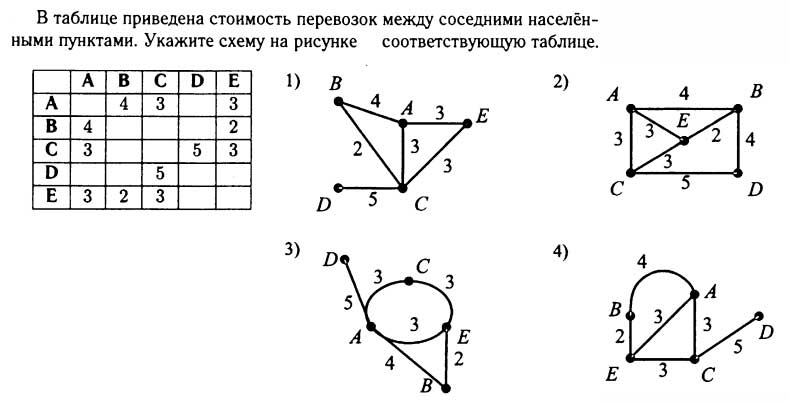 В таблице приведена стоимость перевозок между соседними населён-
ными пунктами. Укажите схему на рисунке соответствующую таблице.
A B C D E
A 4 3 3
B 4 2
C 3 5 3
D 5
E 3 2 3
1)
B
4
A
3
E
2
3
3
D
5
C
2)
A
4
B
3
3
E
2
4
3
C
5
D
3)
D
3
C
3
5
A
3
E
4
2
B
4)
4
A
B
3
3
D
2
5
E
3
C